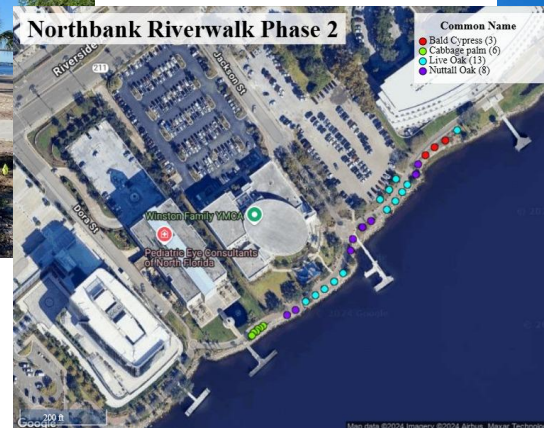 Northbank Riverwalk Phase 2
Common Name
Bald Cypress (3)
Cabbage palm (6)
Live Oak (13)
Nuttall Oak (8)
Riverside
211
Jackson St
Dora St
Winston Family YMCA
Pediatric Eye Consultants
of North Florida
200 ft
Google
Map data ©2024 Imagery ©2024 Airbus, Maxar Technolo